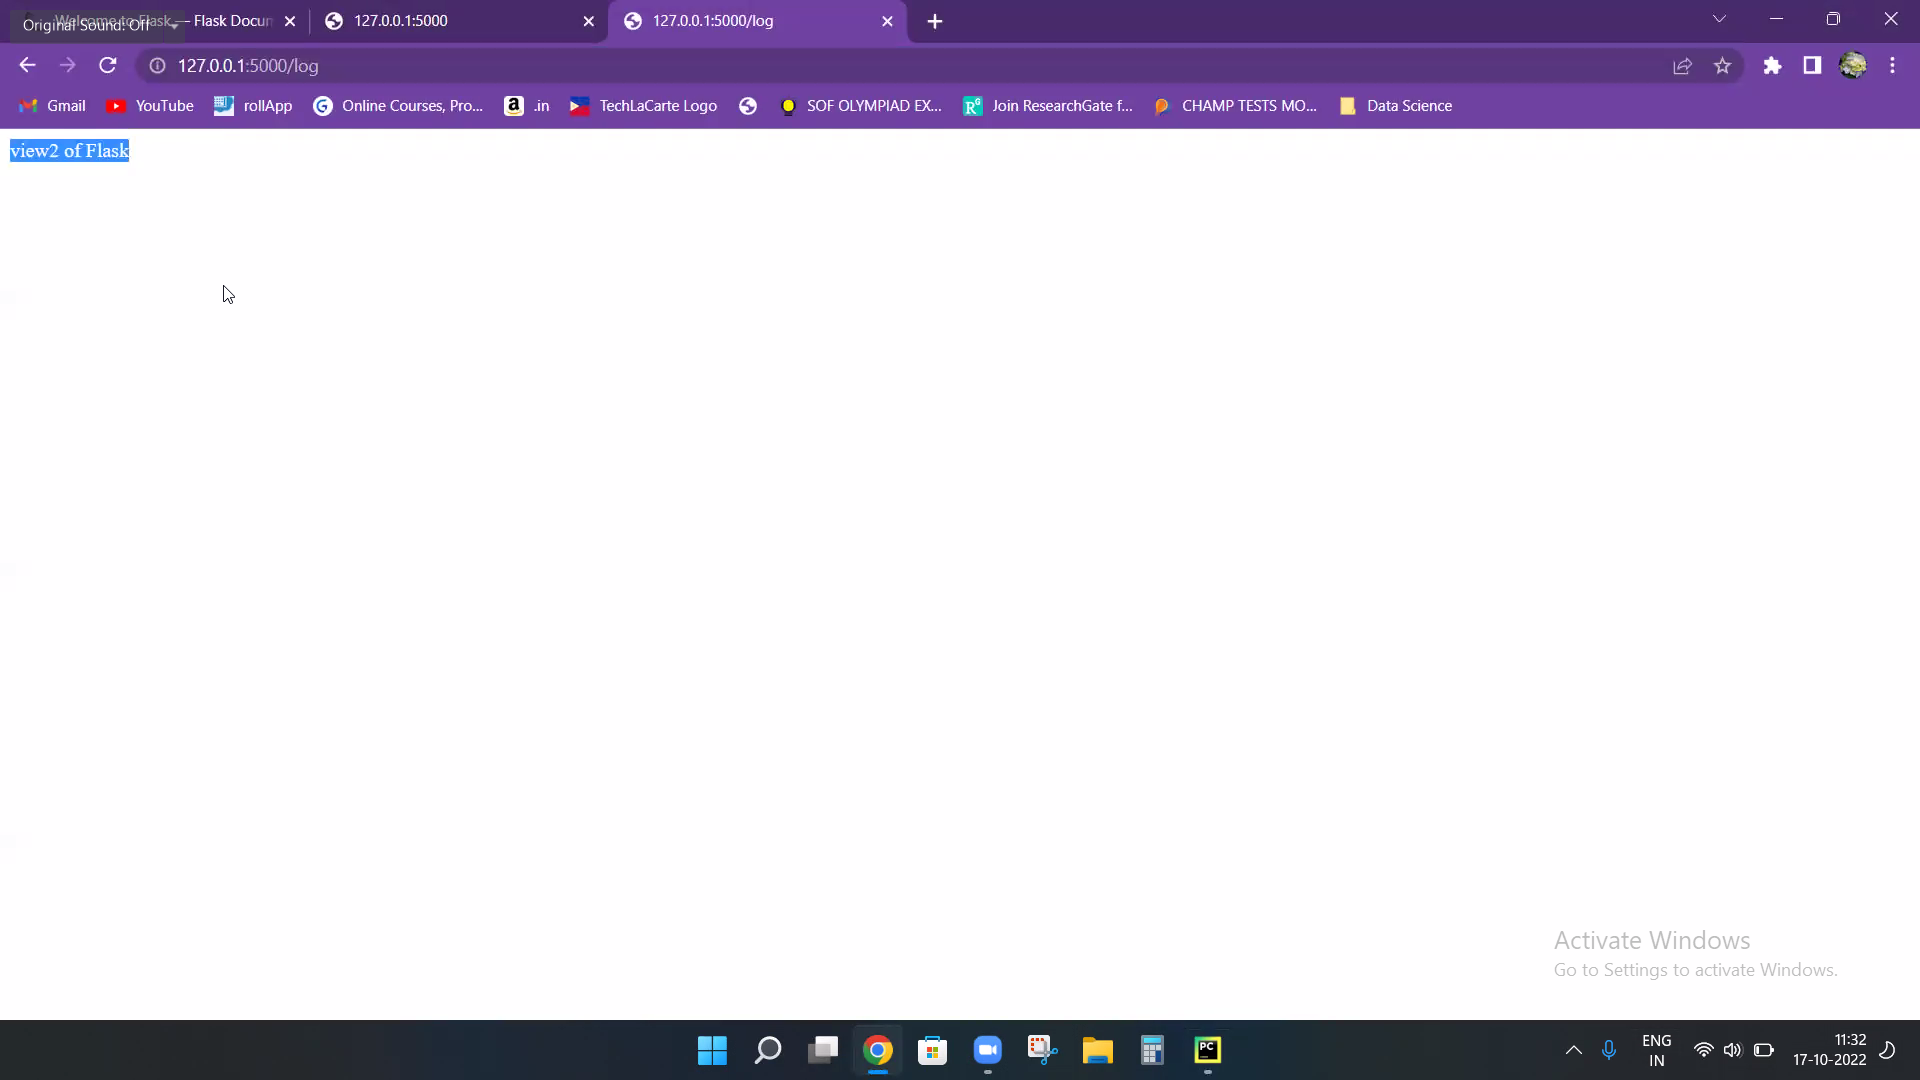 Welcome to Flask — Flask Docum
Original Sound: Off
127.0.0.1:5000
127.0.0.1:5000/log
127.0.0.1:5000/log
Gmail
YouTube
rollApp
G
Online Courses, Pro...
a
.in
TechLaCarte Logo
SOF OLYMPIAD EX...
R G
Join ResearchGate f...
CHAMP TESTS MO...
Data Science
view2 of Flask
Activate Windows
Go to Settings to activate Windows.
PC
ENG
IN
11:32
17-10-2022